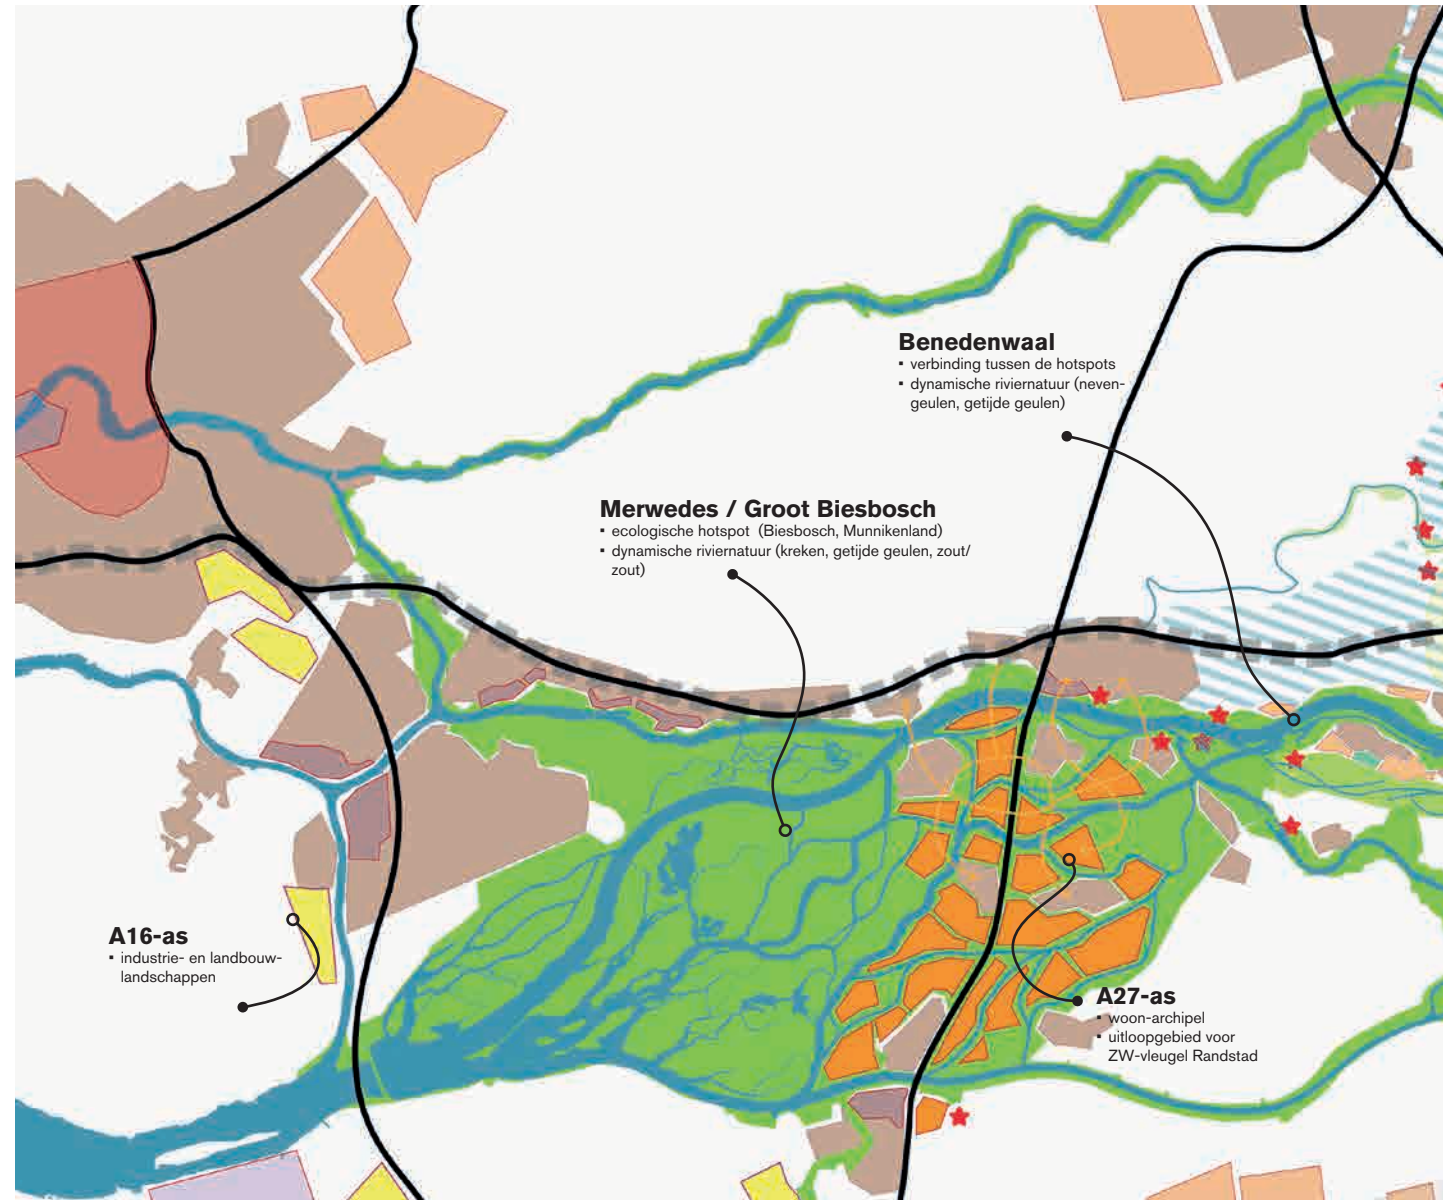 Benedenwaal
▪ verbinding tussen de hotspots
▪ dynamische riviernatuur (neven-
geulen, getijde geulen)
Merwedes / Groot Biesbosch
▪ ecologische hotspot (Biesbosch, Munnikenland)
▪ dynamische riviernatuur (kreken, getijde geulen, zout/
zout)
A16-as
▪ industrie- en landbouw-
landschappen
A27-as
▪ woon-archipel
▪ uitloopgebied voor
ZW-vleugel Randstad